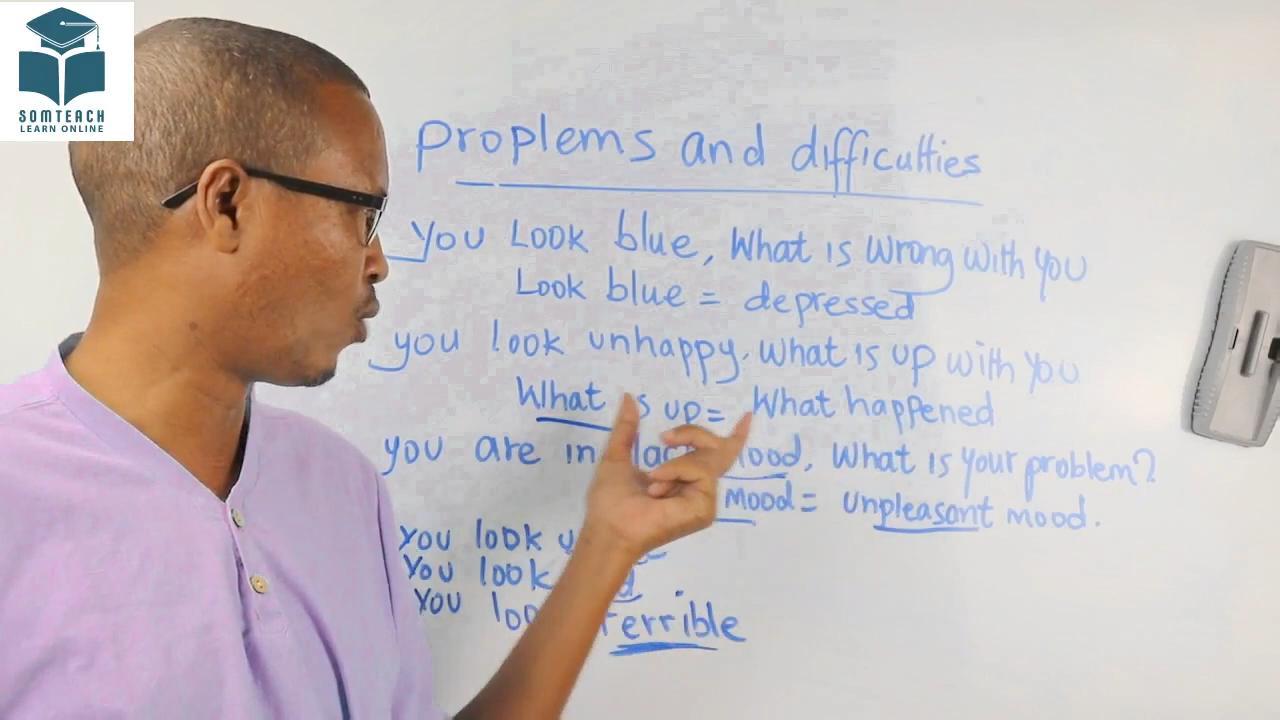 SOMTEACH
LEARN ONLINE
Proplems and difficulties
You Look blue, What is wrong with you
Look blue = depressed
you look unhappy. What is up with you
What is up = What happened
you are in mood, What is your problem?
mood = unpleasant mood.
You look
You look
You look terrible